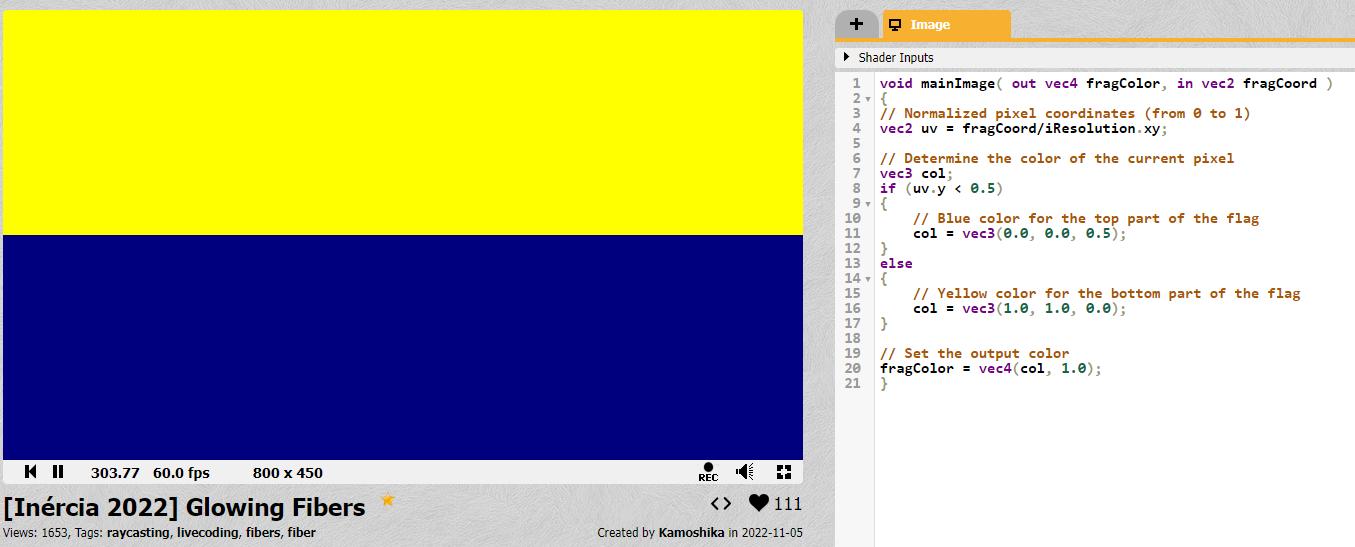 303.77 60.0 fps 800 x 450 REC
[Inércia 2022] Glowing Fibers 111
Views: 1653, Tags: raycasting, livecoding, fibers, fiber Created by Kamoshika in 2022-11-05
+ Image
Shader Inputs
1 void mainImage( out vec4 fragColor, in vec2 fragCoord )
2 {
3 // Normalized pixel coordinates (from 0 to 1)
4 vec2 uv = fragCoord/iResolution.xy;
5
6 // Determine the color of the current pixel
7 vec3 col;
8 if (uv.y < 0.5)
9 {
10     // Blue color for the top part of the flag
11     col = vec3(0.0, 0.0, 0.5);
12 }
13 else
14 {
15     // Yellow color for the bottom part of the flag
16     col = vec3(1.0, 1.0, 0.0);
17 }
18
19 // Set the output color
20 fragColor = vec4(col, 1.0);
21 }